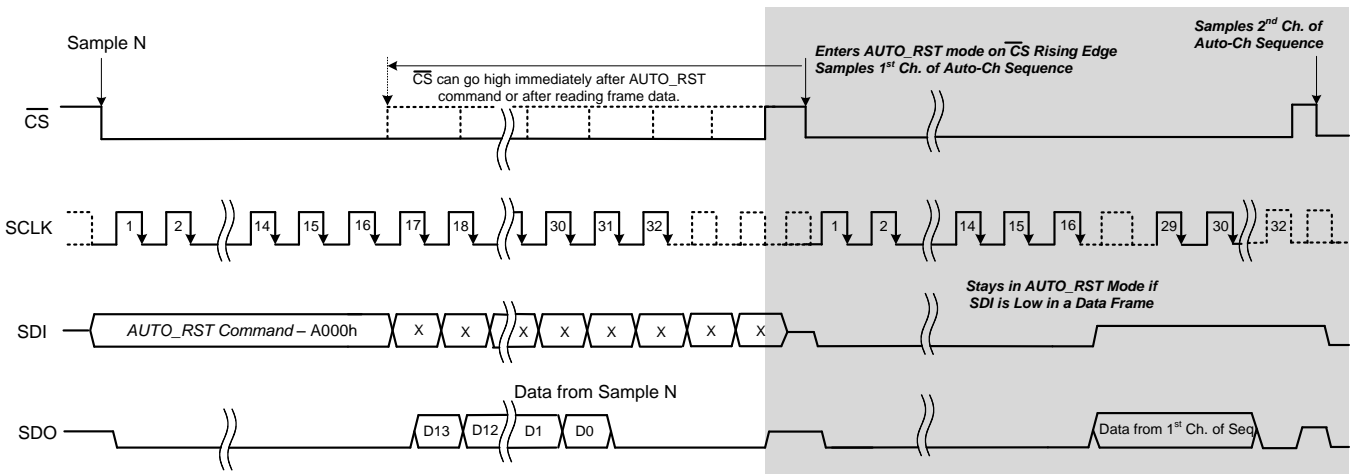 Sample N
Enters AUTO_RST mode on CS Rising Edge
Samples 1st Ch. of Auto-Ch Sequence
Samples 2nd Ch. of
Auto-Ch Sequence
CS can go high immediately after AUTO_RST
command or after reading frame data.
CS
SCLK 1 2 14 15 16 17 18 30 31 32 1 2 14 15 16 29 30 32
Stays in AUTO_RST Mode if
SDI is Low in a Data Frame
SDI AUTO_RST Command – A000h X X X X X X X X
Data from Sample N
SDO D13 D12 D1 D0 Data from 1st Ch. of Seq